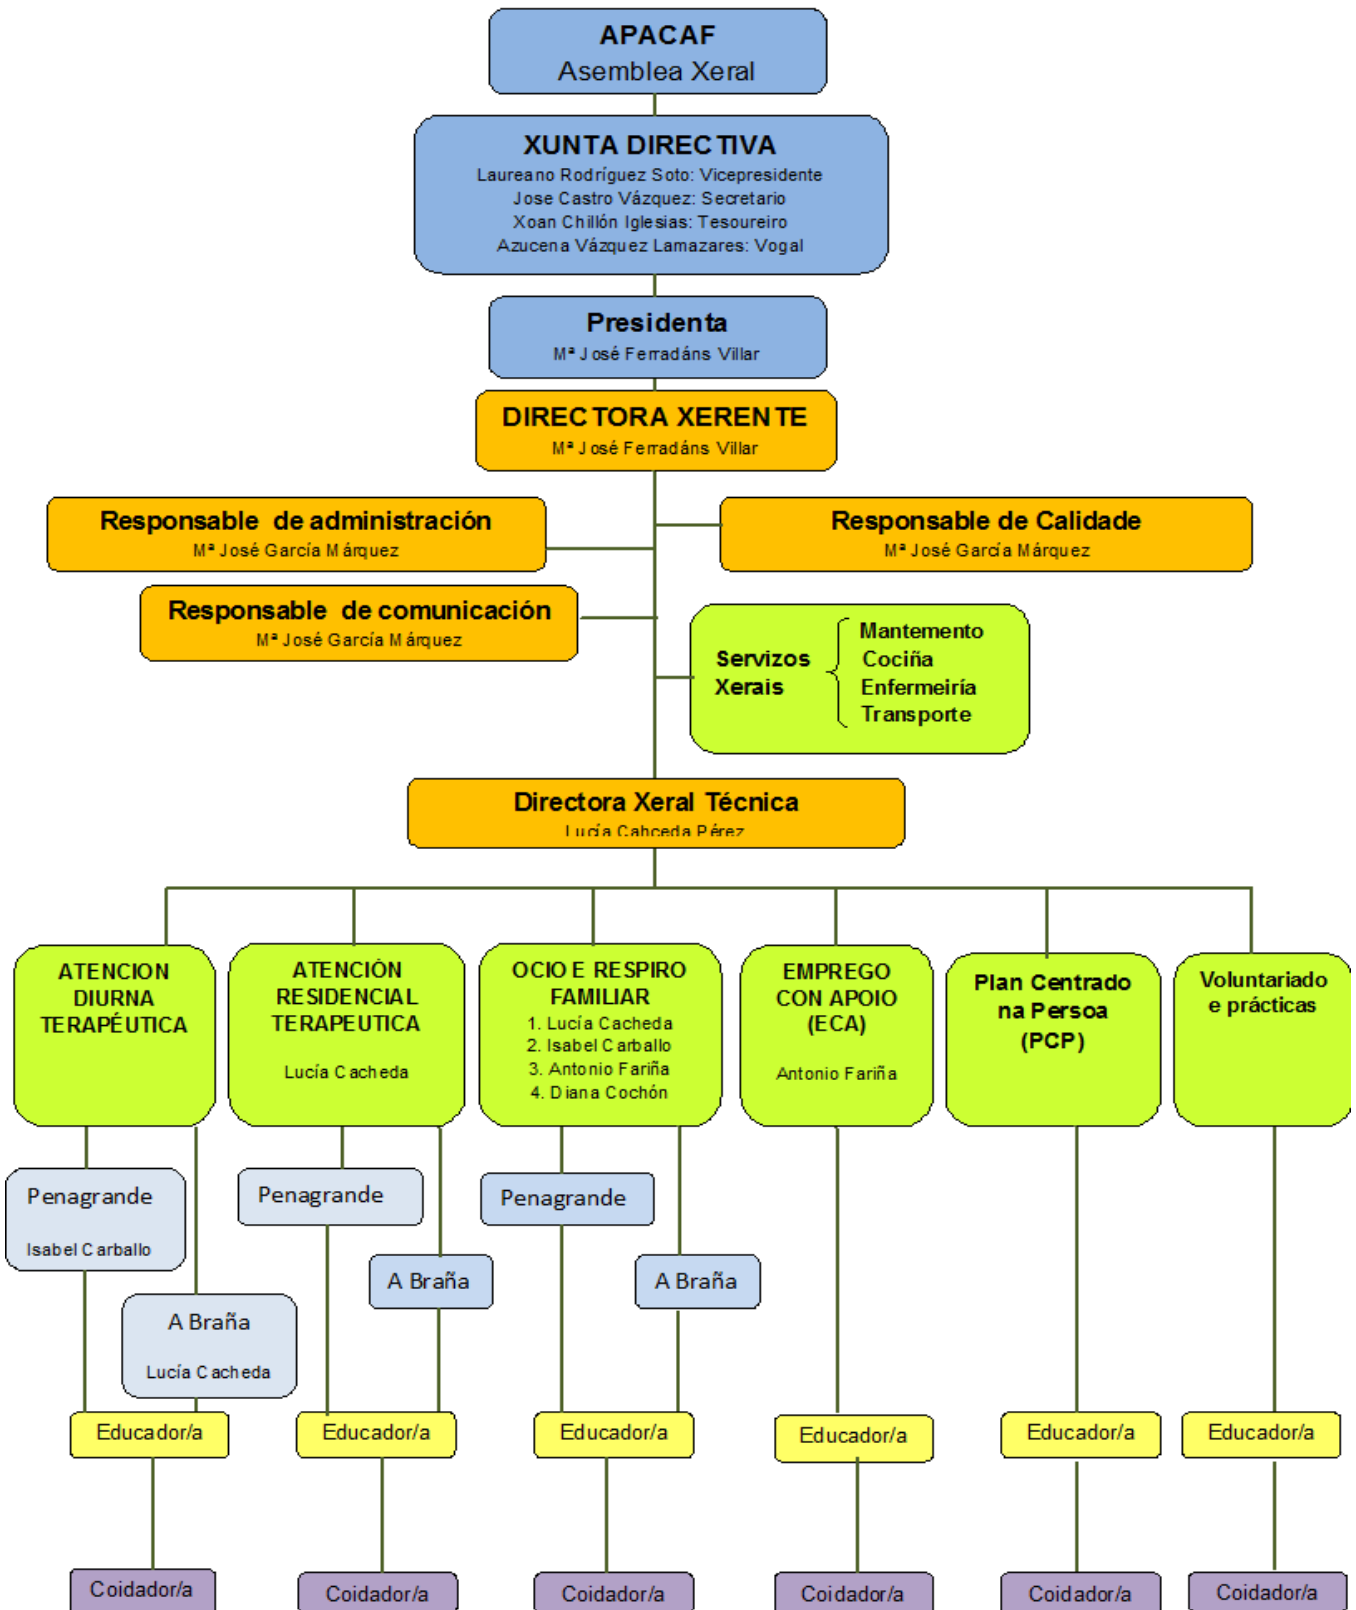 APACAF
Asemblea Xeral
XUNTA DIRECTIVA
Laureano Rodríguez Soto: Vicepresidente
Jose Castro Vázquez: Secretario
Xoan Chillón Iglesias: Tesoureiro
Azucena Vázquez Lamazares: Vogal
Presidenta
Mª José Ferradáns Villar
DIRECTORA XERENTE
Mª José Ferradáns Villar
Responsable de administración
Mª José García Márquez
Responsable de Calidade
Mª José García Márquez
Responsable de comunicación
Mª José García Márquez
Servizos
Xerais
Mantemento
Cociña
Enfermeiría
Transporte
Directora Xeral Técnica
Lucía Cahceda Pérez
ATENCION
DIURNA
TERAPÉUTICA
ATENCIÓN
RESIDENCIAL
TERAPEUTICA
Lucía Cacheda
OCIO E RESPIRO
FAMILIAR
1. Lucía Cacheda
2. Isabel Carballo
3. Antonio Fariña
4. Diana Cochón
EMPREGO
CON APOIO
(ECA)
Antonio Fariña
Plan Centrado
na Persoa
(PCP)
Voluntariado
e prácticas
Penagrande
Isabel Carballo
A Braña
Lucía Cacheda
Penagrande
A Braña
Penagrande
A Braña
Educador/a
Educador/a
Educador/a
Educador/a
Educador/a
Educador/a
Coidador/a
Coidador/a
Coidador/a
Coidador/a
Coidador/a
Coidador/a